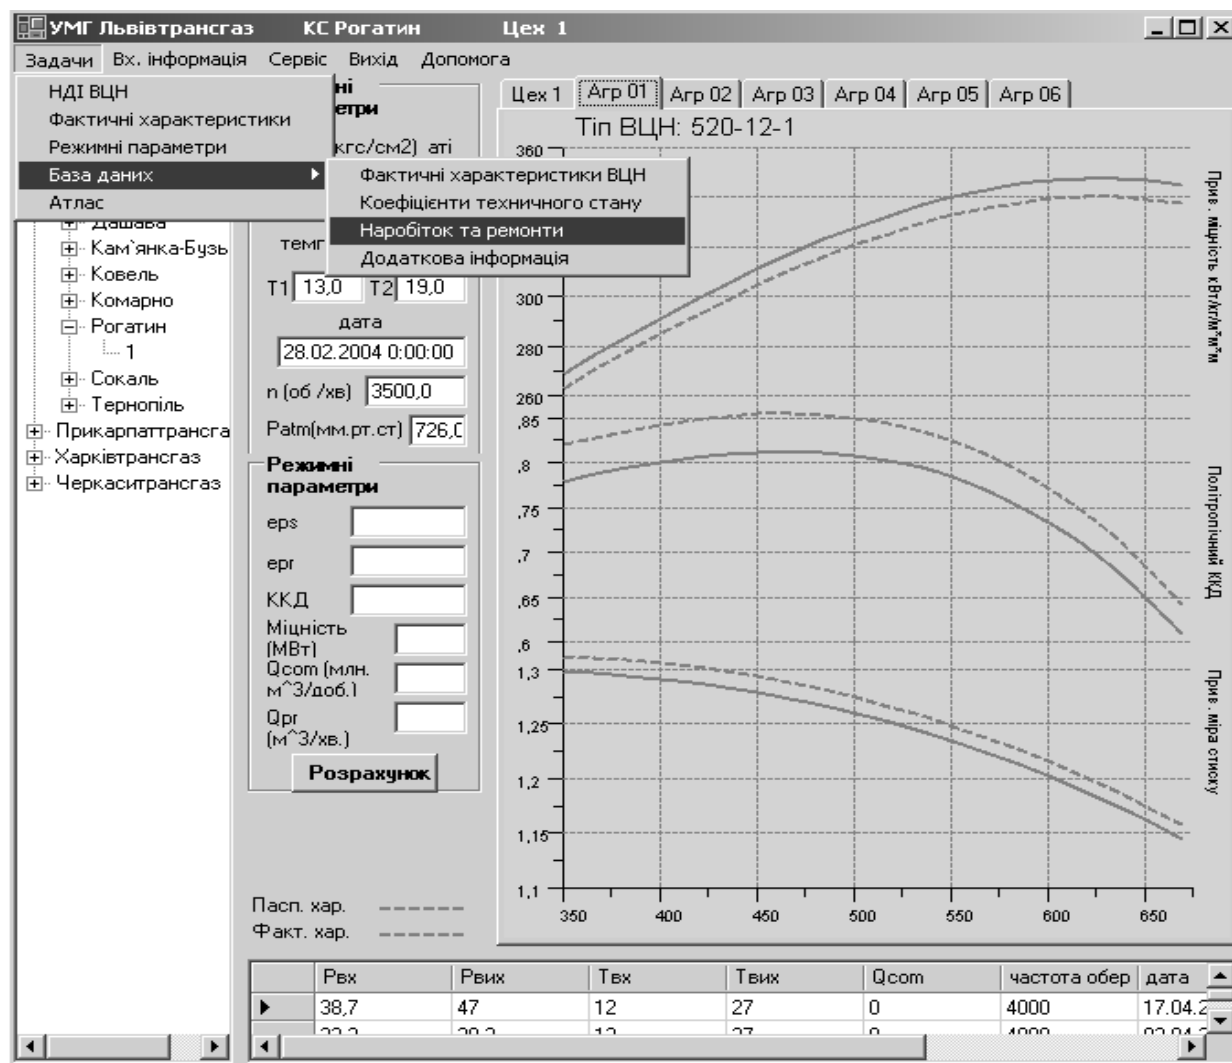 УМГ Львівтрансгаз КС Рогатин Цех 1
Задачи Вх. інформація Сервіс Вихід Допомога
НДІ ВЦН
Фактичні характеристики
Режимні параметри
База даних
Атлас
Фактичні характеристики ВЦН
Коефіцієнти техничного стану
Наробіток та ремонти
Додаткова інформація
Дашава
Кам`янка-Бузь
Ковель
Комарно
Рогатин
1
Сокаль
Тернопіль
Прикарпаттрансга
Харківтрансгаз
Черкаситрансгаз
ні
етри
кгс/см2) аті
темп
T1 13,0 T2 19,0
дата
28.02.2004 0:00:00
n (об /хв) 3500,0
Patm(мм.рт.ст) 726,0
Режимні
параметри
eps
epr
ККД
Міцність
(МВт)
Qcom (млн.
м^3/доб.)
Qpr
(м^3/хв.)
Розрахунок
Пасп. хар.
Факт. хар.
Цех 1 Агр 01 Агр 02 Агр 03 Агр 04 Агр 05 Агр 06
Тіп ВЦН: 520-12-1
360
300
280
260
,85
,8
,75
,7
,65
,6
1,3
1,25
1,2
1,15
1,1
350 400 450 500 550 600 650
Прив. міцність кВт/кг/м*м*м
Політропічний ККД
Прив. міра стиску
Рвх Рвих Твх Твих Qcom частота обер дата
38,7 47 12 27 0 4000 17.04.2